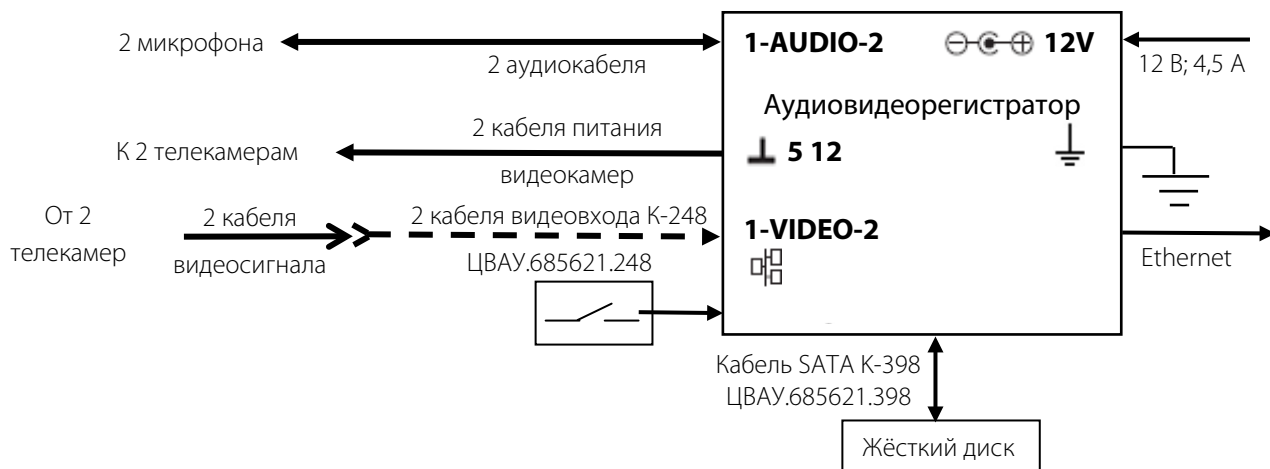 2 микрофона
2 аудиокабеля
1-AUDIO-2
12V
12 В; 4,5 А
Аудиовидеорегистратор
2 кабеля питания
К 2 телекамерам
видеокамер
5 12
От 2
телекамер
2 кабеля
видеосигнала
2 кабеля видеовхода К-248
ЦВАУ.685621.248
1-VIDEO-2
Ethernet
Кабель SATA К-398
ЦВАУ.685621.398
Жёсткий диск